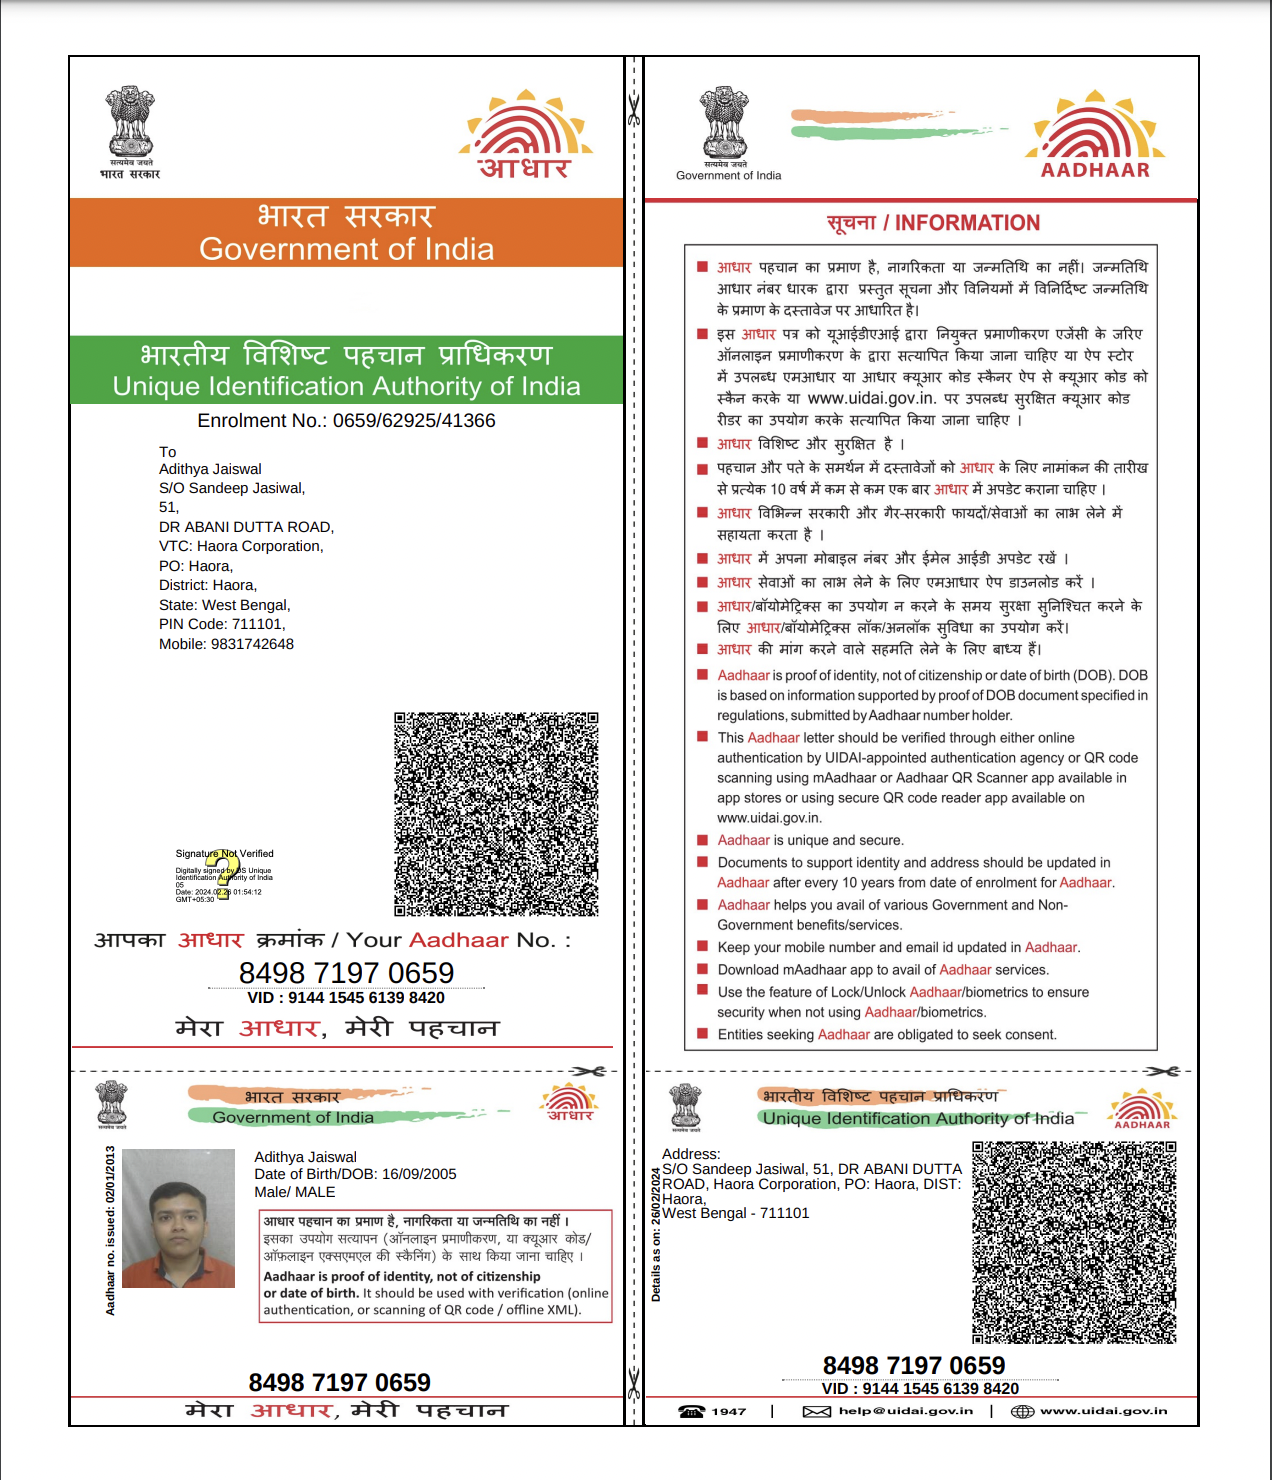 सत्यमेव जयते
भारत सरकार
आधार
भारत सरकार
Government of India
भारतीय विशिष्ट पहचान प्राधिकरण
Unique Identification Authority of India
Enrolment No.: 0659/62925/41366
To
Adithya Jaiswal
S/O Sandeep Jasiwal,
51,
DR ABANI DUTTA ROAD,
VTC: Haora Corporation,
PO: Haora,
District: Haora,
State: West Bengal,
PIN Code: 711101,
Mobile: 9831742648
Signature Not Verified
Digitally signed by DS Unique
Identification Authority of India
05
Date: 2024.02.26 01:54:12
GMT+05:30
आपका आधार क्रमांक / Your Aadhaar No. :
8498 7197 0659
VID : 9144 1545 6139 8420
मेरा आधार, मेरी पहचान
सत्यमेव जयते
भारत सरकार
Government of India
आधार
Aadhaar no. issued: 02/01/2013
Adithya Jaiswal
Date of Birth/DOB: 16/09/2005
Male/ MALE
आधार पहचान का प्रमाण है, नागरिकता या जन्मतिथि का नहीं ।
इसका उपयोग सत्यापन (ऑनलाइन प्रमाणीकरण, या क्यूआर कोड/
ऑफ़लाइन एक्सएमएल की स्कैनिंग) के साथ किया जाना चाहिए ।
Aadhaar is proof of identity, not of citizenship
or date of birth. It should be used with verification (online
authentication, or scanning of QR code / offline XML).
8498 7197 0659
मेरा आधार, मेरी पहचान
सत्यमेव जयते
Government of India
AADHAAR
सूचना / INFORMATION
आधार पहचान का प्रमाण है, नागरिकता या जन्मतिथि का नहीं। जन्मतिथि
आधार नंबर धारक द्वारा प्रस्तुत सूचना और विनियमों में विनिर्दिष्ट जन्मतिथि
के प्रमाण के दस्तावेज पर आधारित है।
इस आधार पत्र को यूआईडीएआई द्वारा नियुक्त प्रमाणीकरण एजेंसी के जरिए
ऑनलाइन प्रमाणीकरण के द्वारा सत्यापित किया जाना चाहिए या ऐप स्टोर
में उपलब्ध एमआधार या आधार क्यूआर कोड स्कैनर ऐप से क्यूआर कोड को
स्कैन करके या www.uidai.gov.in. पर उपलब्ध सुरक्षित क्यूआर कोड
रीडर का उपयोग करके सत्यापित किया जाना चाहिए ।
आधार विशिष्ट और सुरक्षित है ।
पहचान और पते के समर्थन में दस्तावेजों को आधार के लिए नामांकन की तारीख
से प्रत्येक 10 वर्ष में कम से कम एक बार आधार में अपडेट कराना चाहिए ।
आधार विभिन्न सरकारी और गैर-सरकारी फायदों/सेवाओं का लाभ लेने में
सहायता करता है ।
आधार में अपना मोबाइल नंबर और ईमेल आईडी अपडेट रखें ।
आधार सेवाओं का लाभ लेने के लिए एमआधार ऐप डाउनलोड करें ।
आधार/बॉयोमेट्रिक्स का उपयोग न करने के समय सुरक्षा सुनिश्चित करने के
लिए आधार/बॉयोमेट्रिक्स लॉक/अनलॉक सुविधा का उपयोग करें।
आधार की मांग करने वाले सहमति लेने के लिए बाध्य हैं।
Aadhaar is proof of identity, not of citizenship or date of birth (DOB). DOB
is based on information supported by proof of DOB document specified in
regulations, submitted by Aadhaar number holder.
This Aadhaar letter should be verified through either online
authentication by UIDAI-appointed authentication agency or QR code
scanning using mAadhaar or Aadhaar QR Scanner app available in
app stores or using secure QR code reader app available on
www.uidai.gov.in.
Aadhaar is unique and secure.
Documents to support identity and address should be updated in
Aadhaar after every 10 years from date of enrolment for Aadhaar.
Aadhaar helps you avail of various Government and Non-
Government benefits/services.
Keep your mobile number and email id updated in Aadhaar.
Download mAadhaar app to avail of Aadhaar services.
Use the feature of Lock/Unlock Aadhaar/biometrics to ensure
security when not using Aadhaar/biometrics.
Entities seeking Aadhaar are obligated to seek consent.
सत्यमेव जयते
भारतीय विशिष्ट पहचान प्राधिकरण
Unique Identification Authority of India
AADHAAR
Details as on: 26/02/2024
Address:
S/O Sandeep Jasiwal, 51, DR ABANI DUTTA
ROAD, Haora Corporation, PO: Haora, DIST:
Haora,
West Bengal - 711101
8498 7197 0659
VID : 9144 1545 6139 8420
1947 | help@uidai.gov.in | www.uidai.gov.in